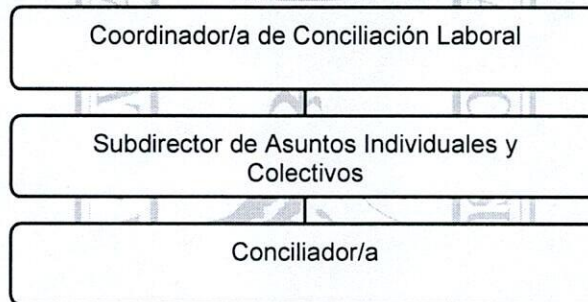 Coordinador/a de Conciliación Laboral
Subdirector de Asuntos Individuales y
Colectivos
Conciliador/a